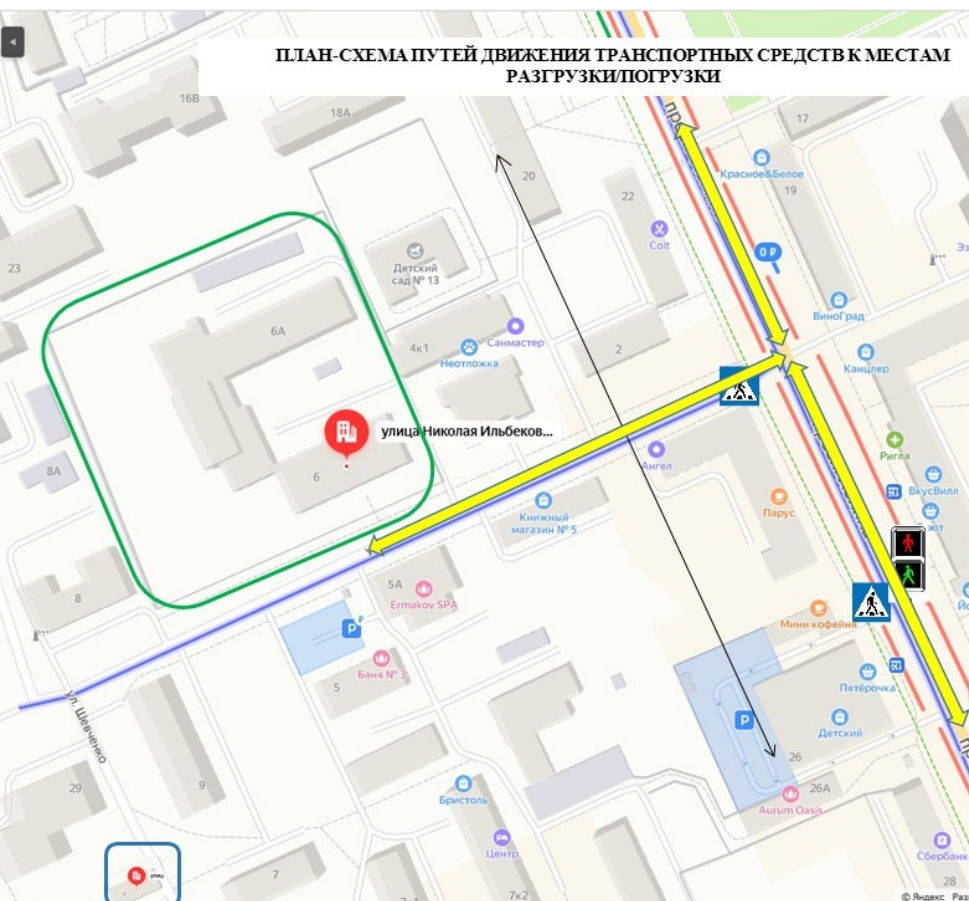 ПЛАН-СХЕМА ПУТЕЙ ДВИЖЕНИЯ ТРАНСПОРТНЫХ СРЕДСТВ К МЕСТАМ
РАЗГРУЗКИ/ПОГРУЗКИ
16В
18А
17
20
Красное&Белое
19
22
Colt
0 ₽
23
Детский
сад № 13
6А
ВиноГрад
4к1
Санмастер
Неотложка
2
Канцлер
улица Николая Ильбеков...
Ригла
Ангел
8А
6
ВкусВилл
Книжный
магазин № 5
Парус
5А
Ermakov SPA
8
Мини кофейня
P
Баня № 3
5
Пятёрочка
ул. Шевченко
P
Детский
26
29
9
26А
Бристоль
Aurum Oasis
Центр
Сбербанк
7
28
7к2
© Яндекс